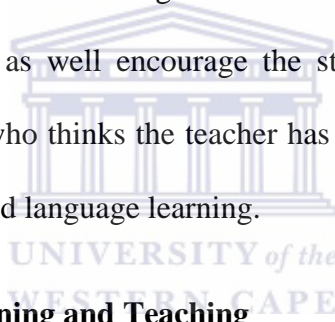 as well encourage the st
who thinks the teacher has
d language learning.
UNIVERSITY of the
WESTERN CAPE
ning and Teaching